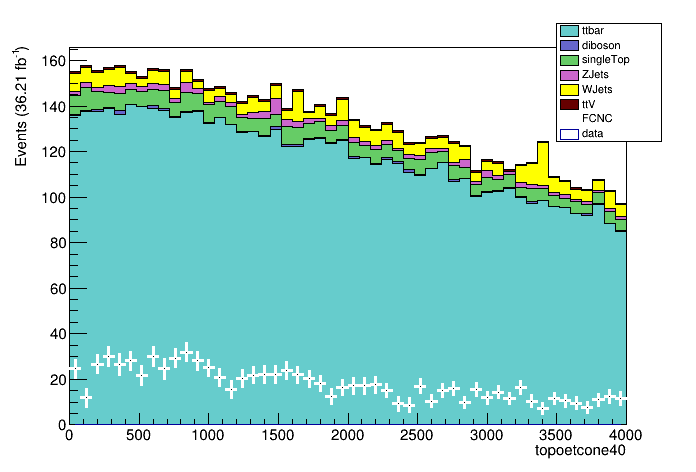 Events (36.21 fb⁻¹)
160
140
120
100
80
60
40
20
0
0 500 1000 1500 2000 2500 3000 3500 4000
topoetcone40
ttbar
diboson
singleTop
ZJets
WJets
ttV
FCNC
data